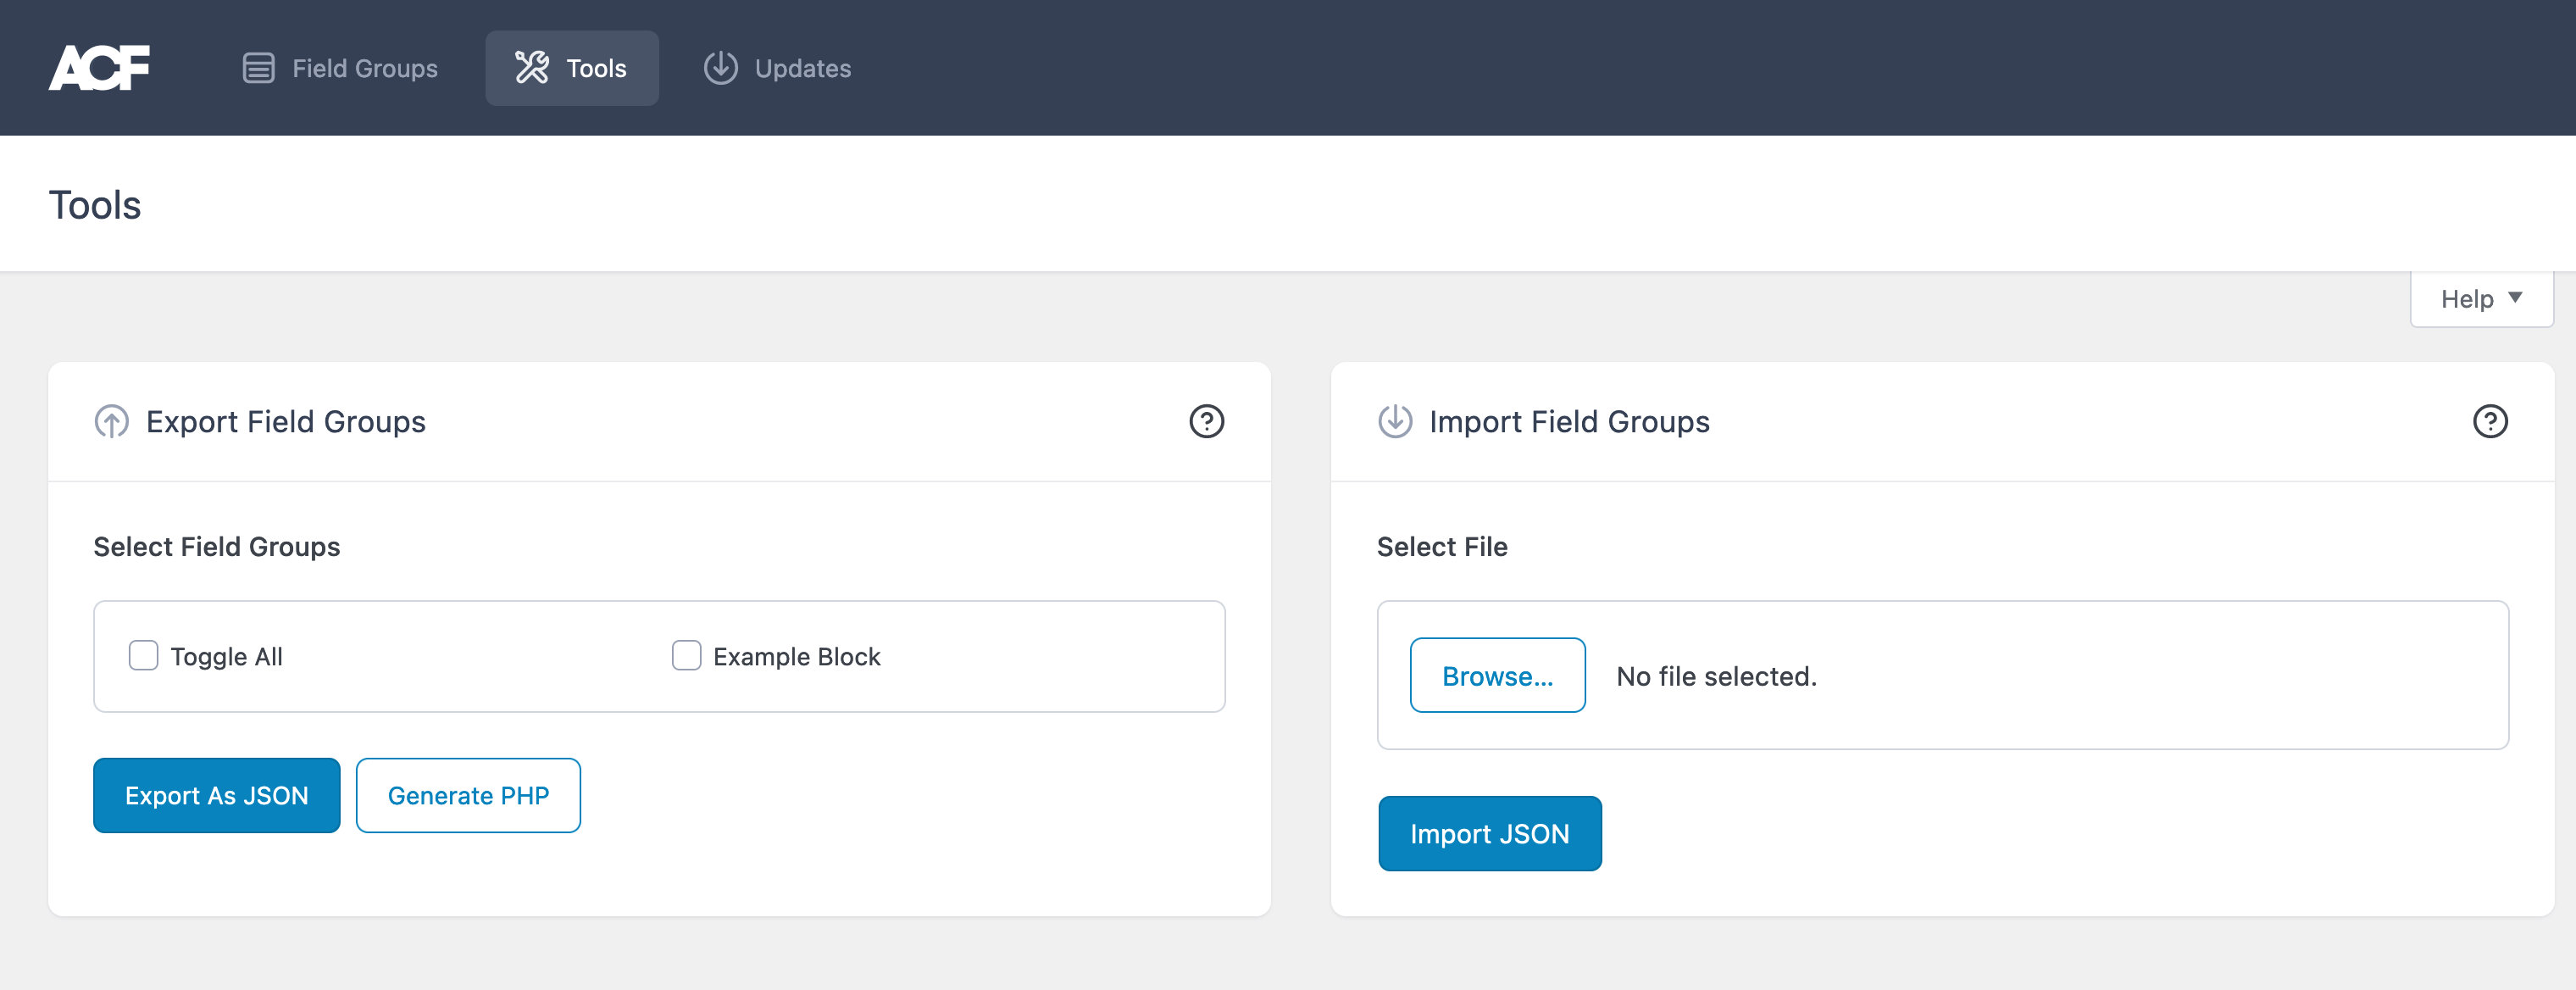 ACF
Field Groups
Tools
Updates
Tools
Help
Export Field Groups
Select Field Groups
Toggle All
Example Block
Export As JSON
Generate PHP
Import Field Groups
Select File
Browse...
No file selected.
Import JSON